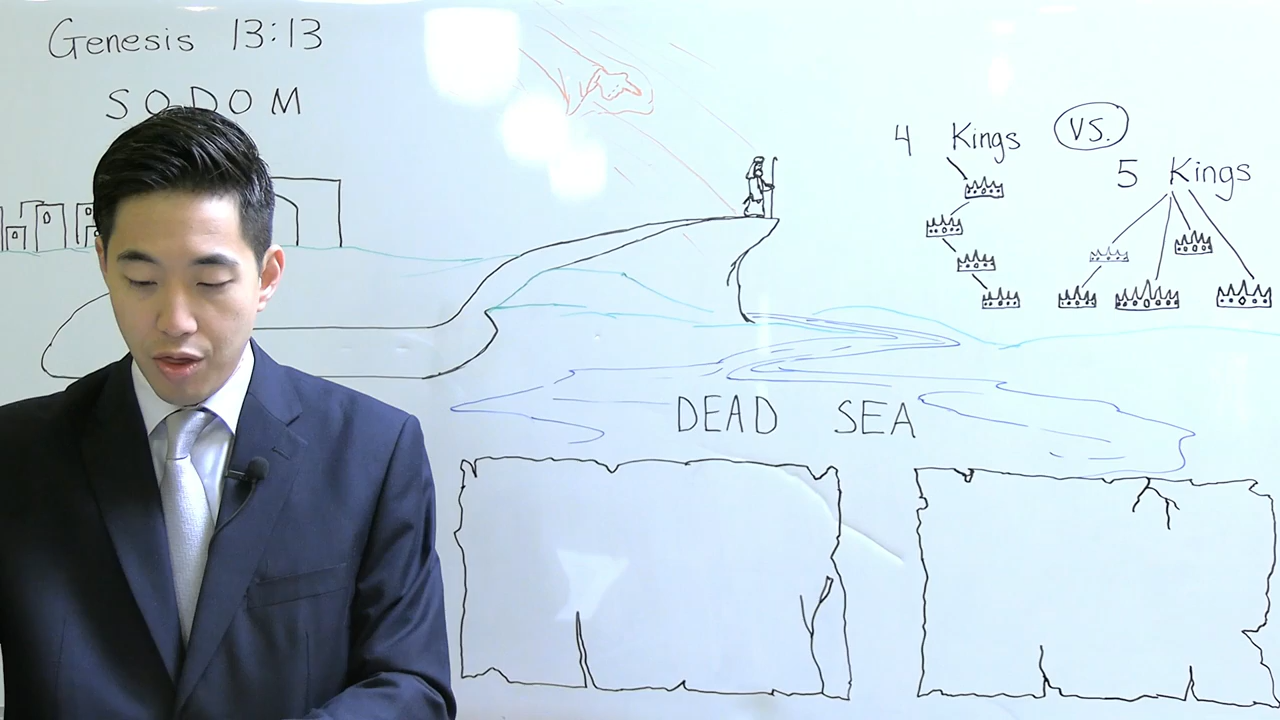 Genesis 13:13
SODOM
4 Kings
VS.
5 Kings
DEAD SEA